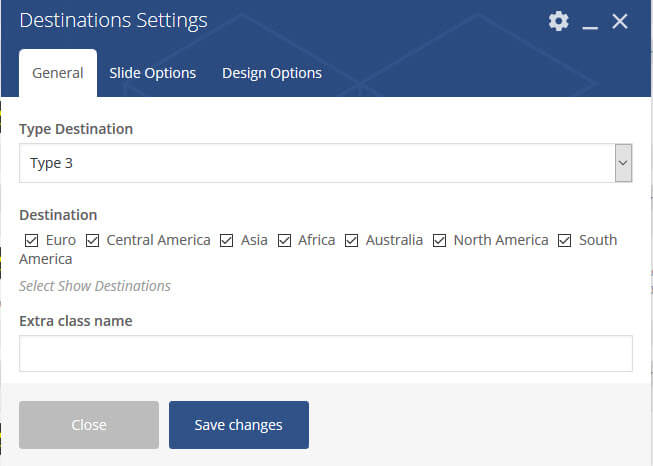 Destinations Settings
General Slide Options Design Options
Type Destination
Type 3
Destination
Euro Central America Asia Africa Australia North America South
America
Select Show Destinations
Extra class name
Close Save changes